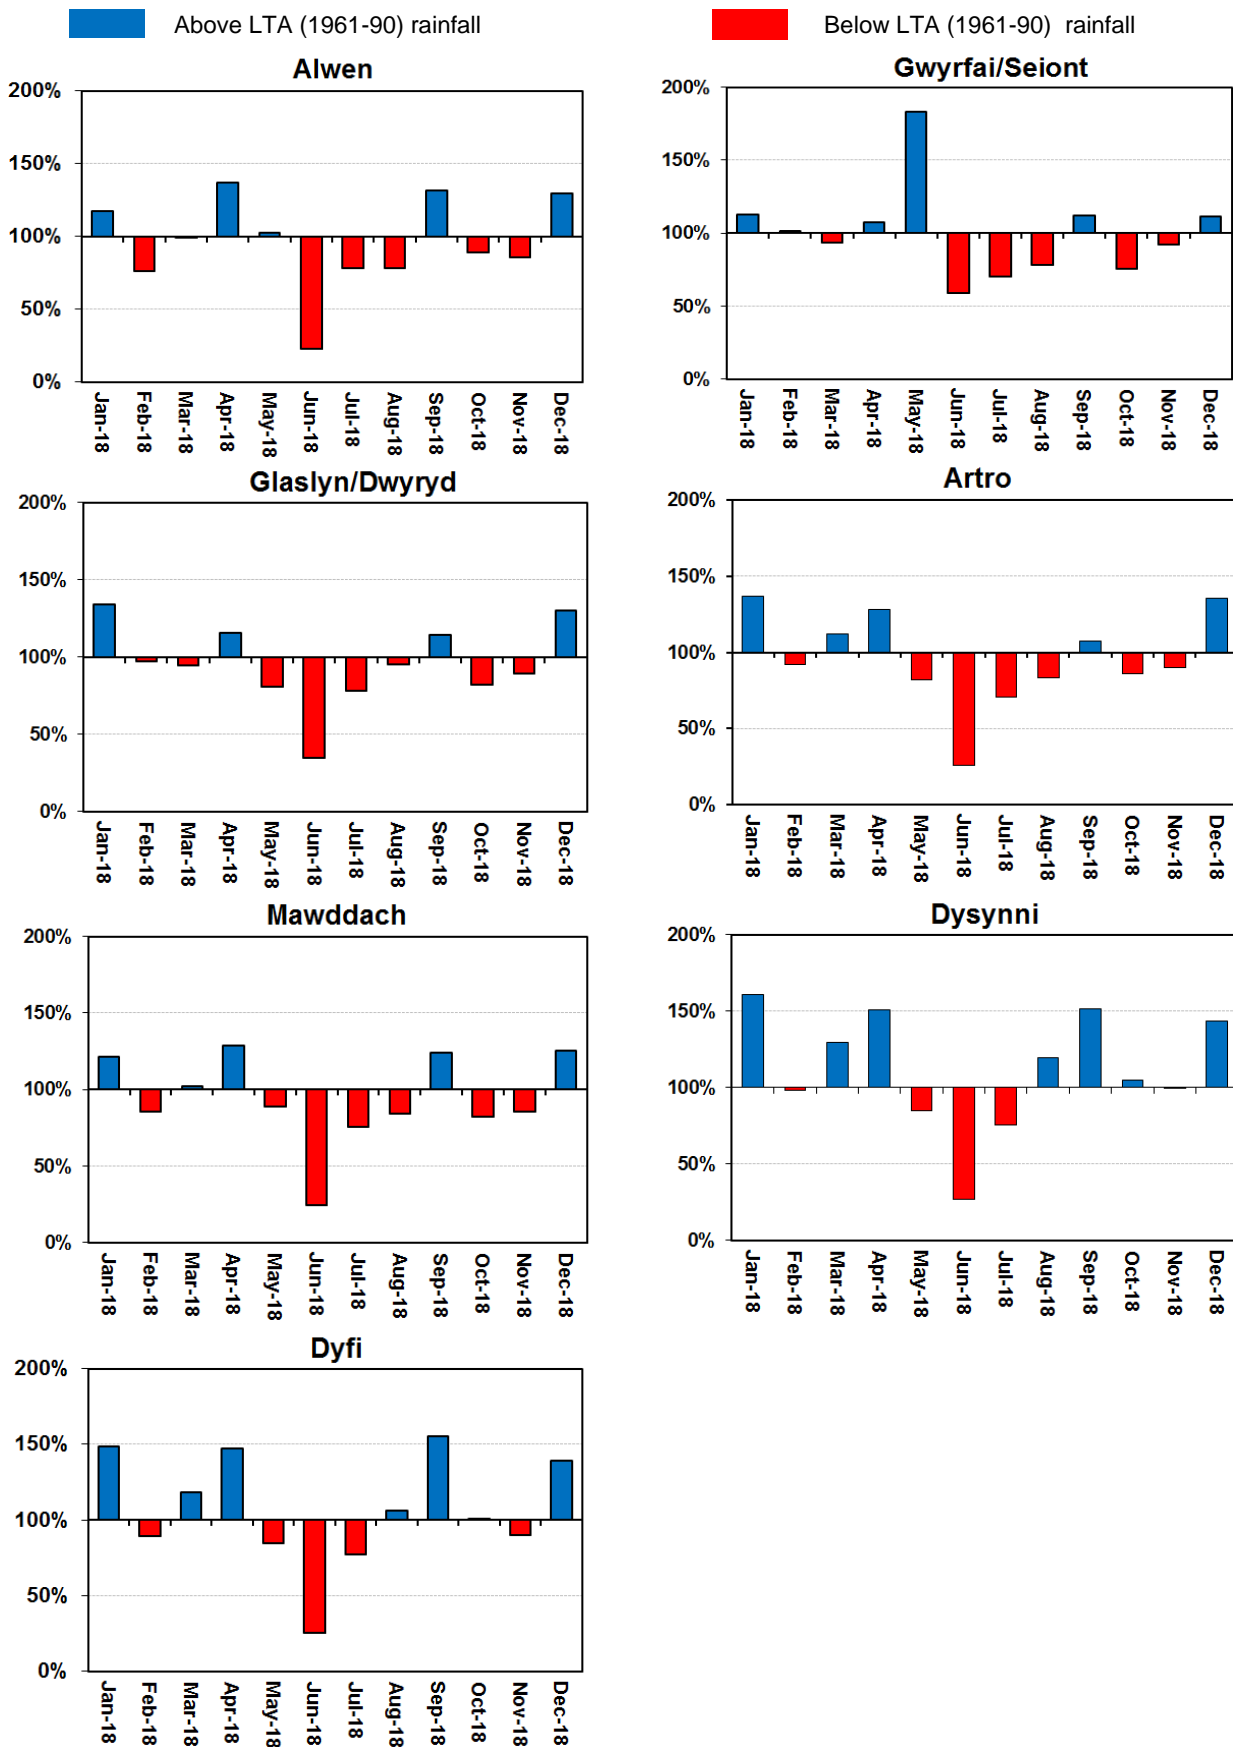 Above LTA (1961-90) rainfall
Below LTA (1961-90) rainfall
Alwen
200%
150%
100%
50%
0%
Jan-18
Feb-18
Mar-18
Apr-18
May-18
Jun-18
Jul-18
Aug-18
Sep-18
Oct-18
Nov-18
Dec-18
Gwyrfai/Seiont
200%
150%
100%
50%
0%
Jan-18
Feb-18
Mar-18
Apr-18
May-18
Jun-18
Jul-18
Aug-18
Sep-18
Oct-18
Nov-18
Dec-18
Glaslyn/Dwyryd
200%
150%
100%
50%
0%
Jan-18
Feb-18
Mar-18
Apr-18
May-18
Jun-18
Jul-18
Aug-18
Sep-18
Oct-18
Nov-18
Dec-18
Artro
200%
150%
100%
50%
0%
Jan-18
Feb-18
Mar-18
Apr-18
May-18
Jun-18
Jul-18
Aug-18
Sep-18
Oct-18
Nov-18
Dec-18
Mawddach
200%
150%
100%
50%
0%
Jan-18
Feb-18
Mar-18
Apr-18
May-18
Jun-18
Jul-18
Aug-18
Sep-18
Oct-18
Nov-18
Dec-18
Dysynni
200%
150%
100%
50%
0%
Jan-18
Feb-18
Mar-18
Apr-18
May-18
Jun-18
Jul-18
Aug-18
Sep-18
Oct-18
Nov-18
Dec-18
Dyfi
200%
150%
100%
50%
0%
Jan-18
Feb-18
Mar-18
Apr-18
May-18
Jun-18
Jul-18
Aug-18
Sep-18
Oct-18
Nov-18
Dec-18